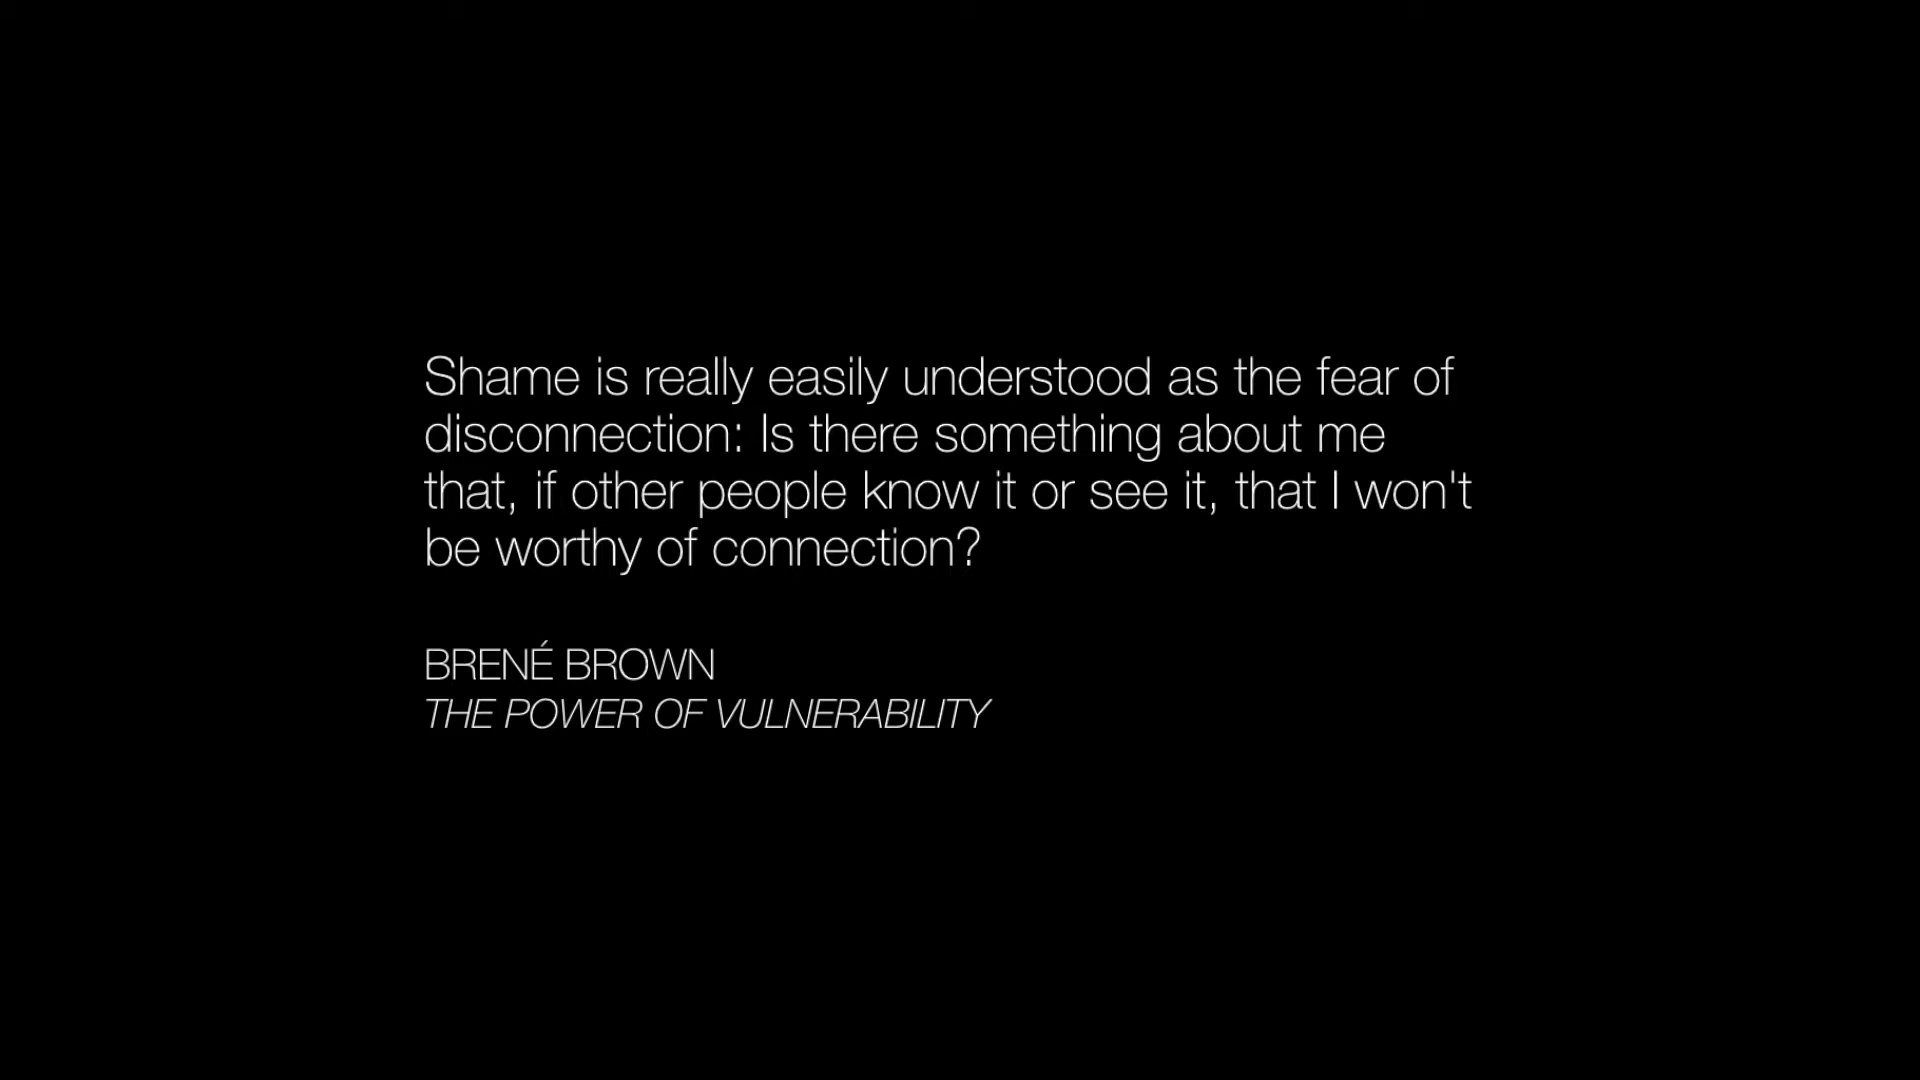 Shame is really easily understood as the fear of
disconnection: Is there something about me
that, if other people know it or see it, that I won't
be worthy of connection?
BRENÉ BROWN
THE POWER OF VULNERABILITY